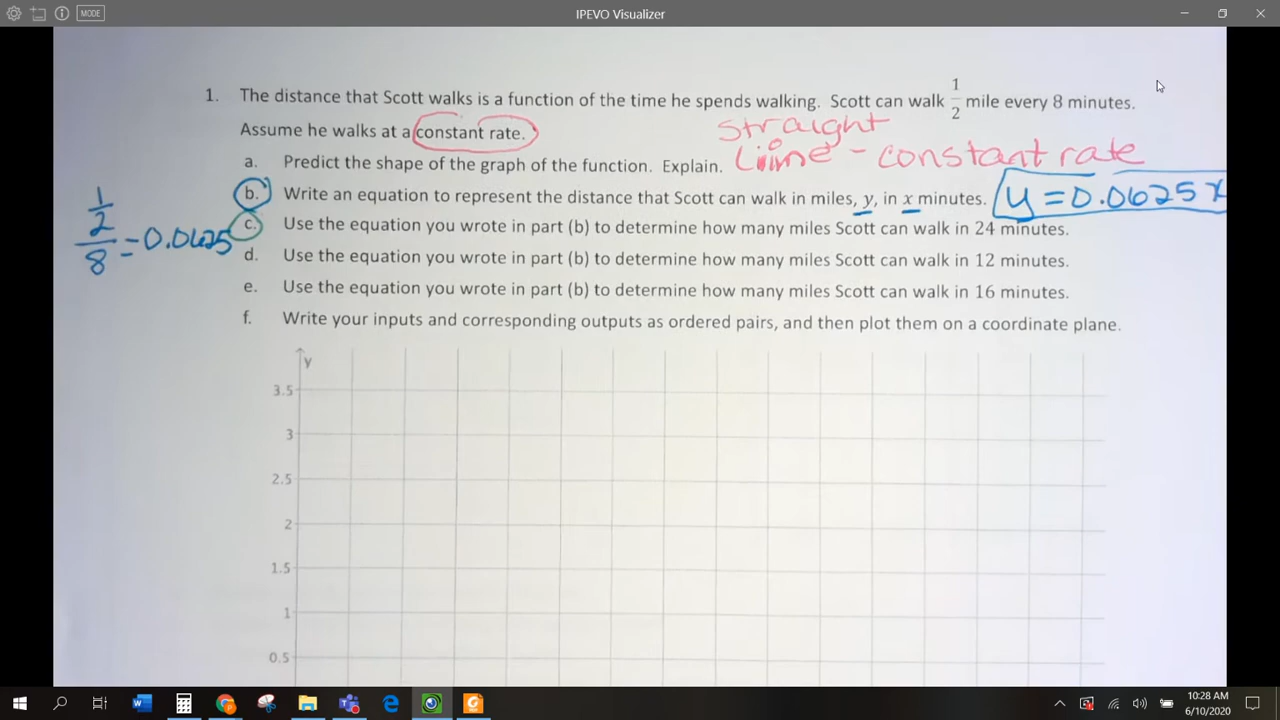 MODE
IPEVO Visualizer
1. The distance that Scott walks is a function of the time he spends walking. Scott can walk 1/2 mile every 8 minutes.
Assume he walks at a constant rate.
straight
a. Predict the shape of the graph of the function. Explain. line - constant rate
b. Write an equation to represent the distance that Scott can walk in miles, y, in x minutes. y = 0.0625x
c. Use the equation you wrote in part (b) to determine how many miles Scott can walk in 24 minutes.
1/2 / 8 = 0.0625
d. Use the equation you wrote in part (b) to determine how many miles Scott can walk in 12 minutes.
e. Use the equation you wrote in part (b) to determine how many miles Scott can walk in 16 minutes.
f. Write your inputs and corresponding outputs as ordered pairs, and then plot them on a coordinate plane.
y
3.5
3
2.5
2
1.5
1
0.5
10:28 AM
6/10/2020